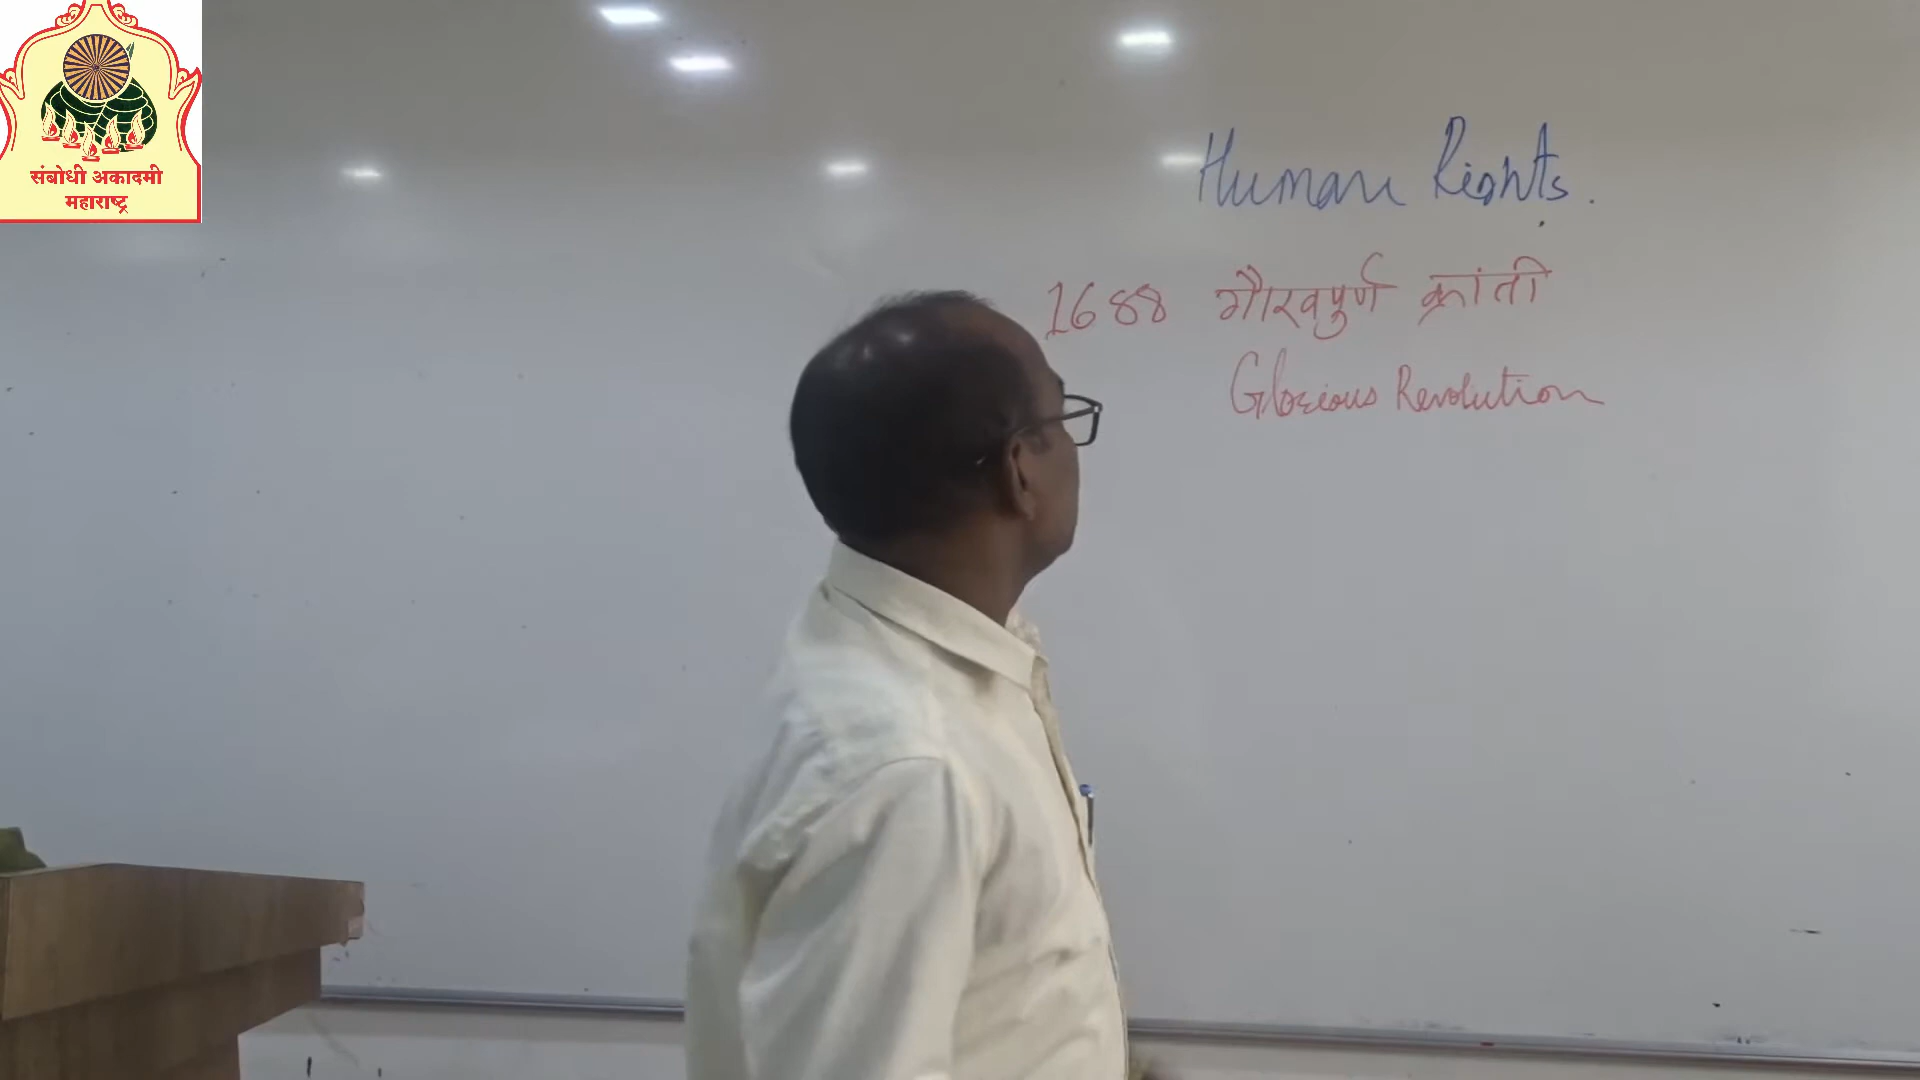 संबोधी अकादमी
महाराष्ट्र
Human Rights.
1688 गौरवपुर्ण क्रांती
Glorious Revolution